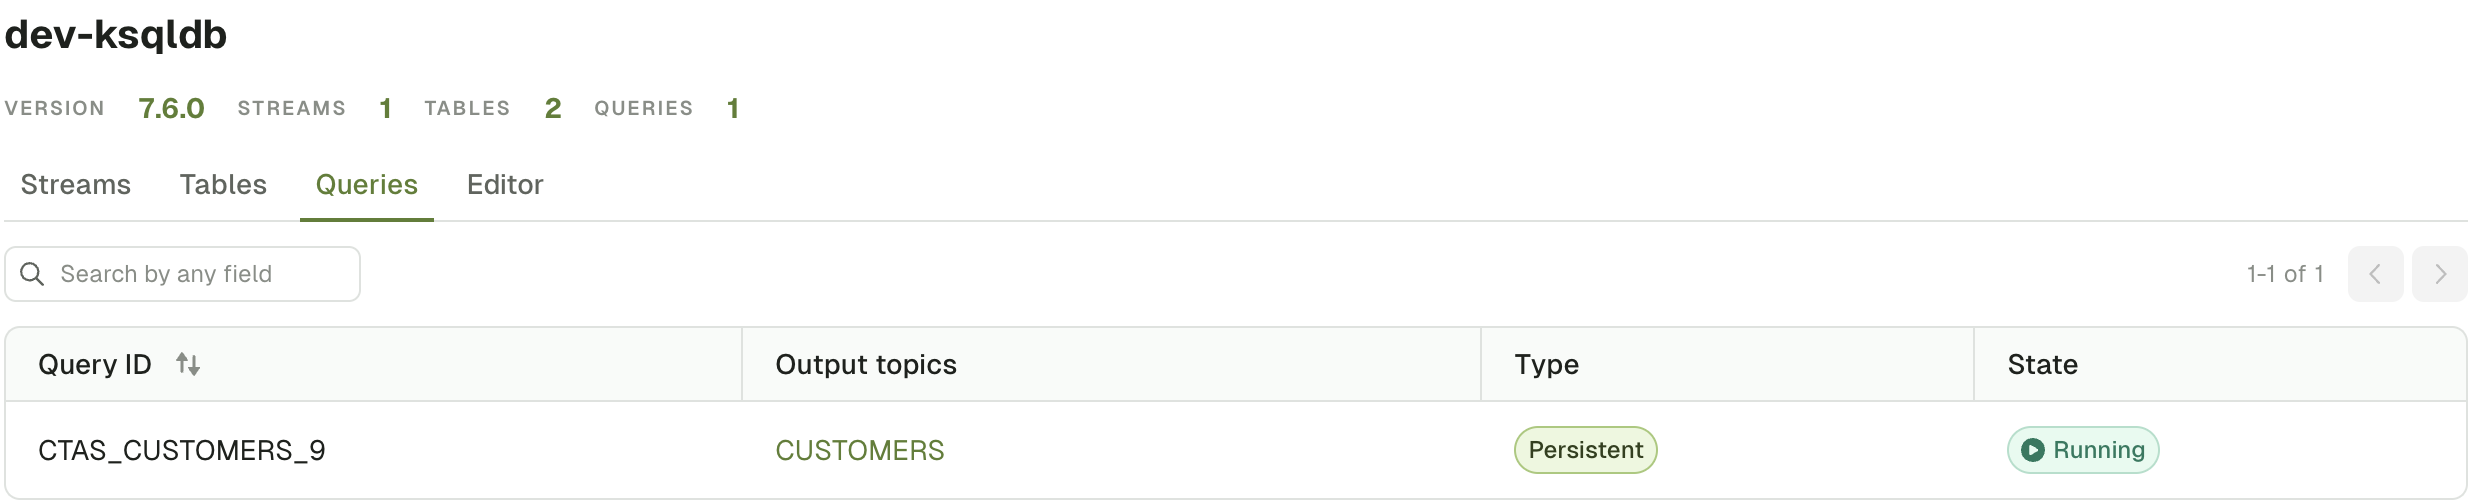 dev-ksqldb
VERSION 7.6.0 STREAMS 1 TABLES 2 QUERIES 1
Streams Tables Queries Editor
Search by any field 1-1 of 1
Query ID Output topics Type State
CTAS_CUSTOMERS_9 CUSTOMERS Persistent Running